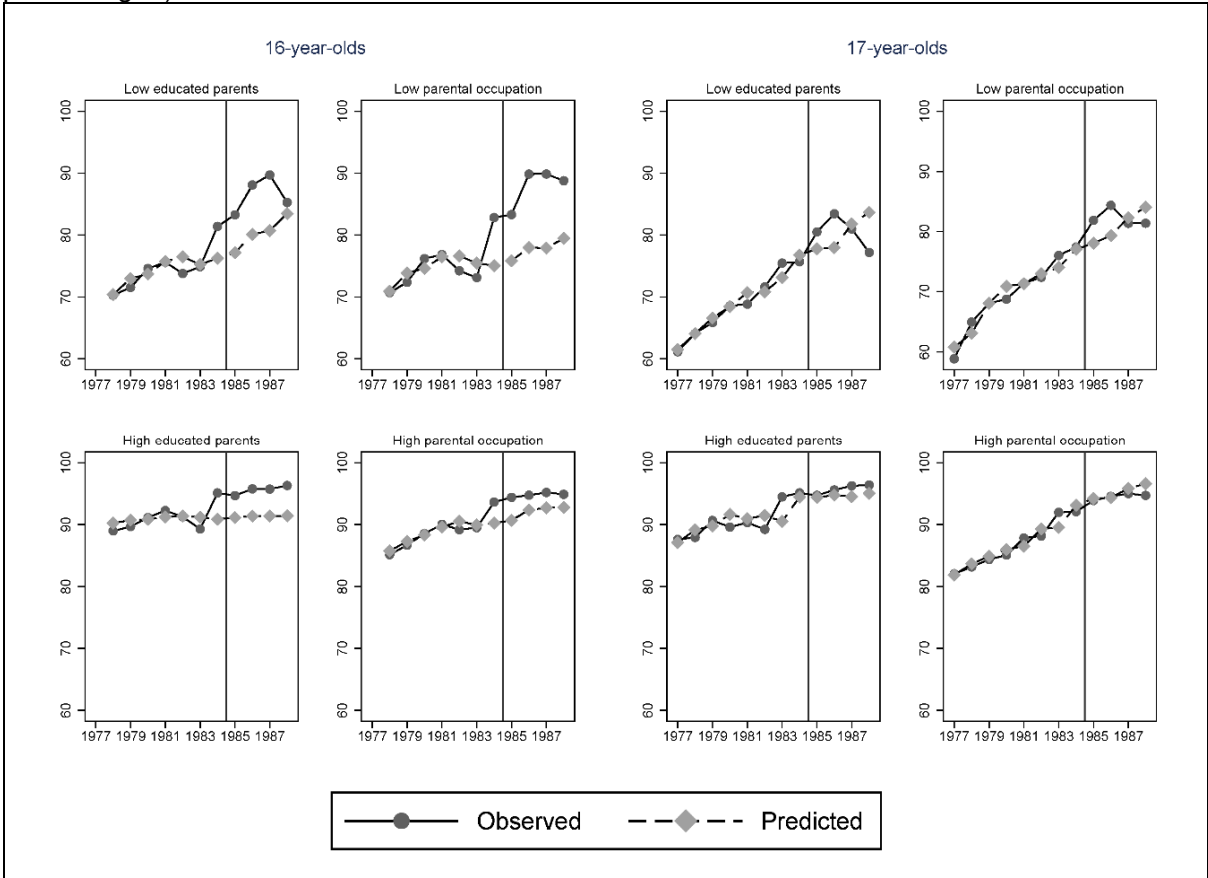 16-year-olds 17-year-olds
Low educated parents Low parental occupation Low educated parents Low parental occupation
100 100 100 100
90 90 90 90
80 80 80 80
70 70 70 70
60 60 60 60
1977 1979 1981 1983 1985 1987 1977 1979 1981 1983 1985 1987 1977 1979 1981 1983 1985 1987 1977 1979 1981 1983 1985 1987
High educated parents High parental occupation High educated parents High parental occupation
100 100 100 100
90 90 90 90
80 80 80 80
70 70 70 70
60 60 60 60
1977 1979 1981 1983 1985 1987 1977 1979 1981 1983 1985 1987 1977 1979 1981 1983 1985 1987 1977 1979 1981 1983 1985 1987
Observed Predicted